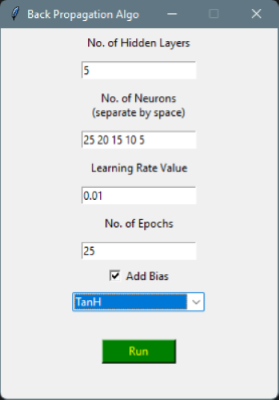 Back Propagation Algo
No. of Hidden Layers
5
No. of Neurons
(separate by space)
25 20 15 10 5
Learning Rate Value
0.01
No. of Epochs
25
Add Bias
TanH
Run